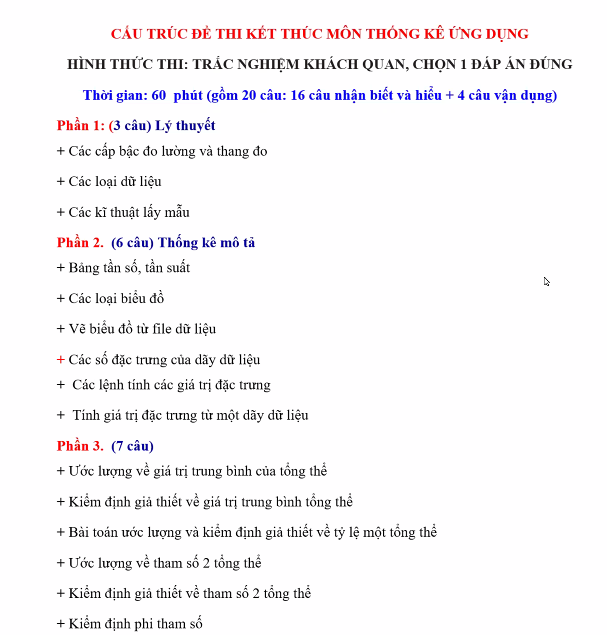 CẤU TRÚC ĐỀ THI KẾT THÚC MÔN THỐNG KÊ ỨNG DỤNG
HÌNH THỨC THI: TRẮC NGHIỆM KHÁCH QUAN, CHỌN 1 ĐÁP ÁN ĐÚNG
Thời gian: 60 phút (gồm 20 câu: 16 câu nhận biết và hiểu + 4 câu vận dụng)
Phần 1: (3 câu) Lý thuyết
+ Các cấp bậc đo lường và thang đo
+ Các loại dữ liệu
+ Các kĩ thuật lấy mẫu
Phần 2. (6 câu) Thống kê mô tả
+ Bảng tần số, tần suất
+ Các loại biểu đồ
+ Vẽ biểu đồ từ file dữ liệu
+ Các số đặc trưng của dãy dữ liệu
+ Các lệnh tính các giá trị đặc trưng
+ Tính giá trị đặc trưng từ một dãy dữ liệu
Phần 3. (7 câu)
+ Ước lượng về giá trị trung bình của tổng thể
+ Kiểm định giả thiết về giá trị trung bình tổng thể
+ Bài toán ước lượng và kiểm định giả thiết về tỷ lệ một tổng thể
+ Ước lượng về tham số 2 tổng thể
+ Kiểm định giả thiết về tham số 2 tổng thể
+ Kiểm định phi tham số